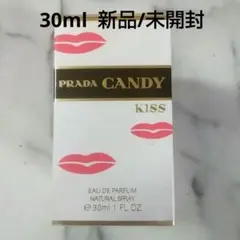 30ml 新品/未開封
PRADA CANDY
KISS
EAU DE PARFUM
NATURAL SPRAY
℮ 30ml 1 FL OZ